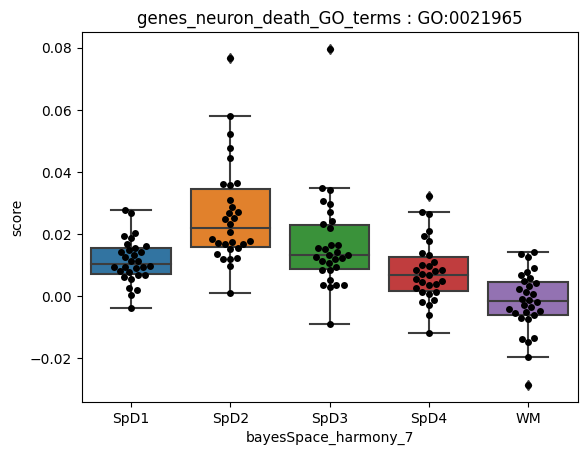 genes_neuron_death_GO_terms : GO:0021965
0.08
0.06
0.04
0.02
0.00
−0.02
score
SpD1 SpD2 SpD3 SpD4 WM
bayesSpace_harmony_7